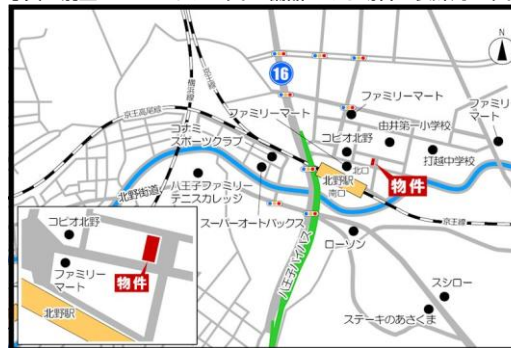 N
16
横浜線
京王線
京王高尾線
ファミリーマート
ファミリーマート
ファミリー
マート
コナミ
スポーツクラブ
コピオ北野
由井第一小学校
打越中学校
北口
北野駅
南口
物件
北野街道
八王子ファミリー
テニスカレッジ
スーパーオートバックス
京王線
ローソン
八王子バイパス
スシロー
ステーキのあさくま
コピオ北野
ファミリー
マート
物件
北野駅